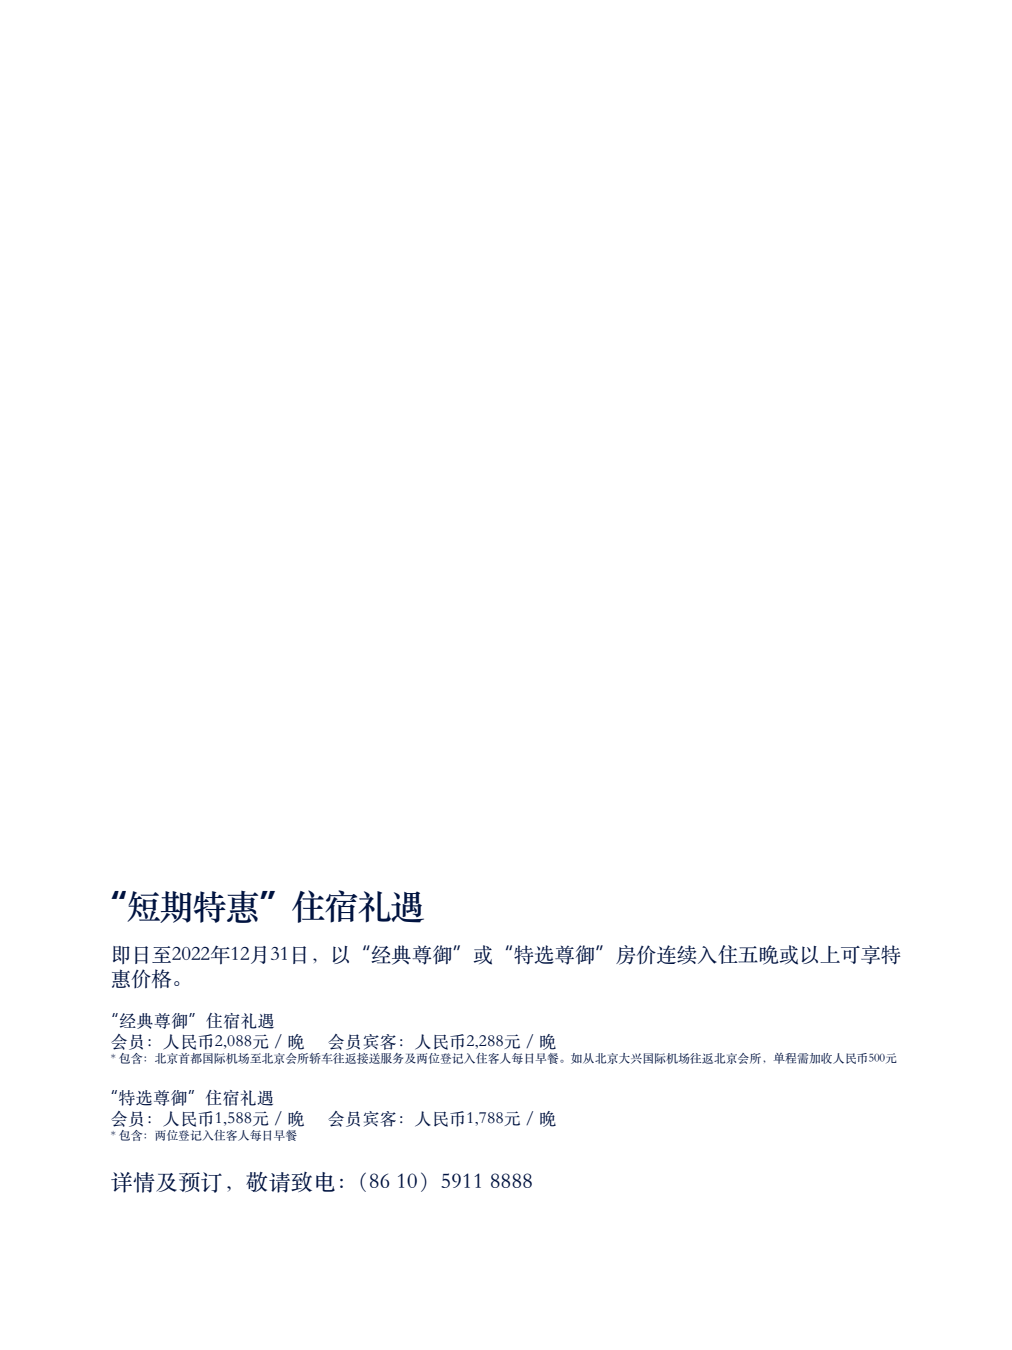 “短期特惠”住宿礼遇
即日至2022年12月31日，以“经典尊御”或“特选尊御”房价连续入住五晚或以上可享特
惠价格。
“经典尊御”住宿礼遇
会员：人民币2,088元 / 晚 会员宾客：人民币2,288元 / 晚
* 包含：北京首都国际机场至北京会所轿车往返接送服务及两位登记入住客人每日早餐。如从北京大兴国际机场往返北京会所，单程需加收人民币500元
“特选尊御”住宿礼遇
会员：人民币1,588元 / 晚 会员宾客：人民币1,788元 / 晚
* 包含：两位登记入住客人每日早餐
详情及预订，敬请致电：（86 10）5911 8888